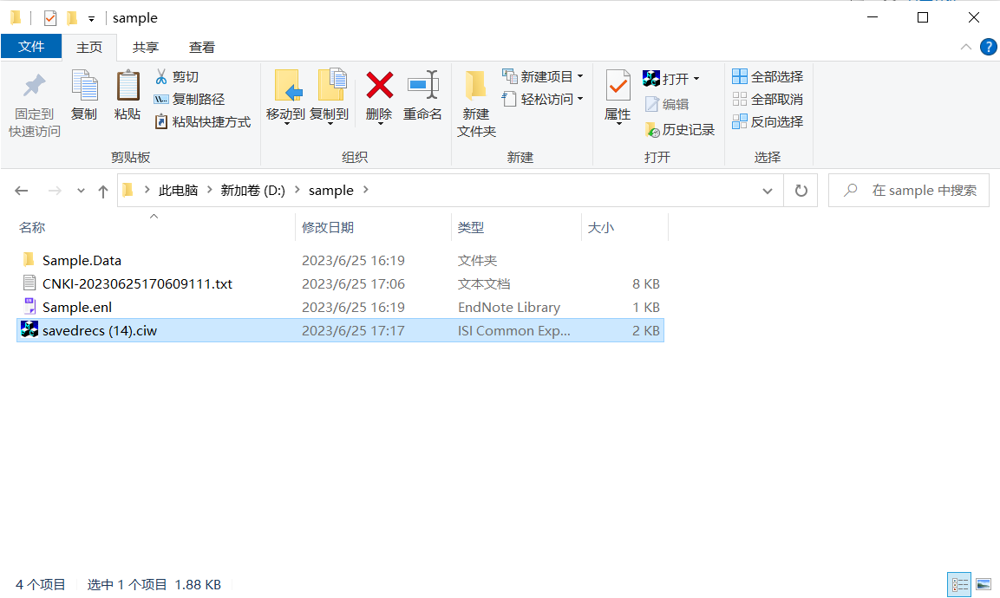 sample
文件 主页 共享 查看
固定到
快速访问
复制
粘贴
剪切
复制路径
粘贴快捷方式
剪贴板
移动到 复制到 删除 重命名
组织
新建
文件夹
新建项目
轻松访问
新建
属性
打开
编辑
历史记录
打开
全部选择
全部取消
反向选择
选择
此电脑 新加卷 (D:) sample
在 sample 中搜索
名称 修改日期 类型 大小
Sample.Data 2023/6/25 16:19 文件夹
CNKI-20230625170609111.txt 2023/6/25 17:06 文本文档 8 KB
Sample.enl 2023/6/25 16:19 EndNote Library 1 KB
savedrecs (14).ciw 2023/6/25 17:17 ISI Common Exp... 2 KB
4 个项目 选中 1 个项目 1.88 KB